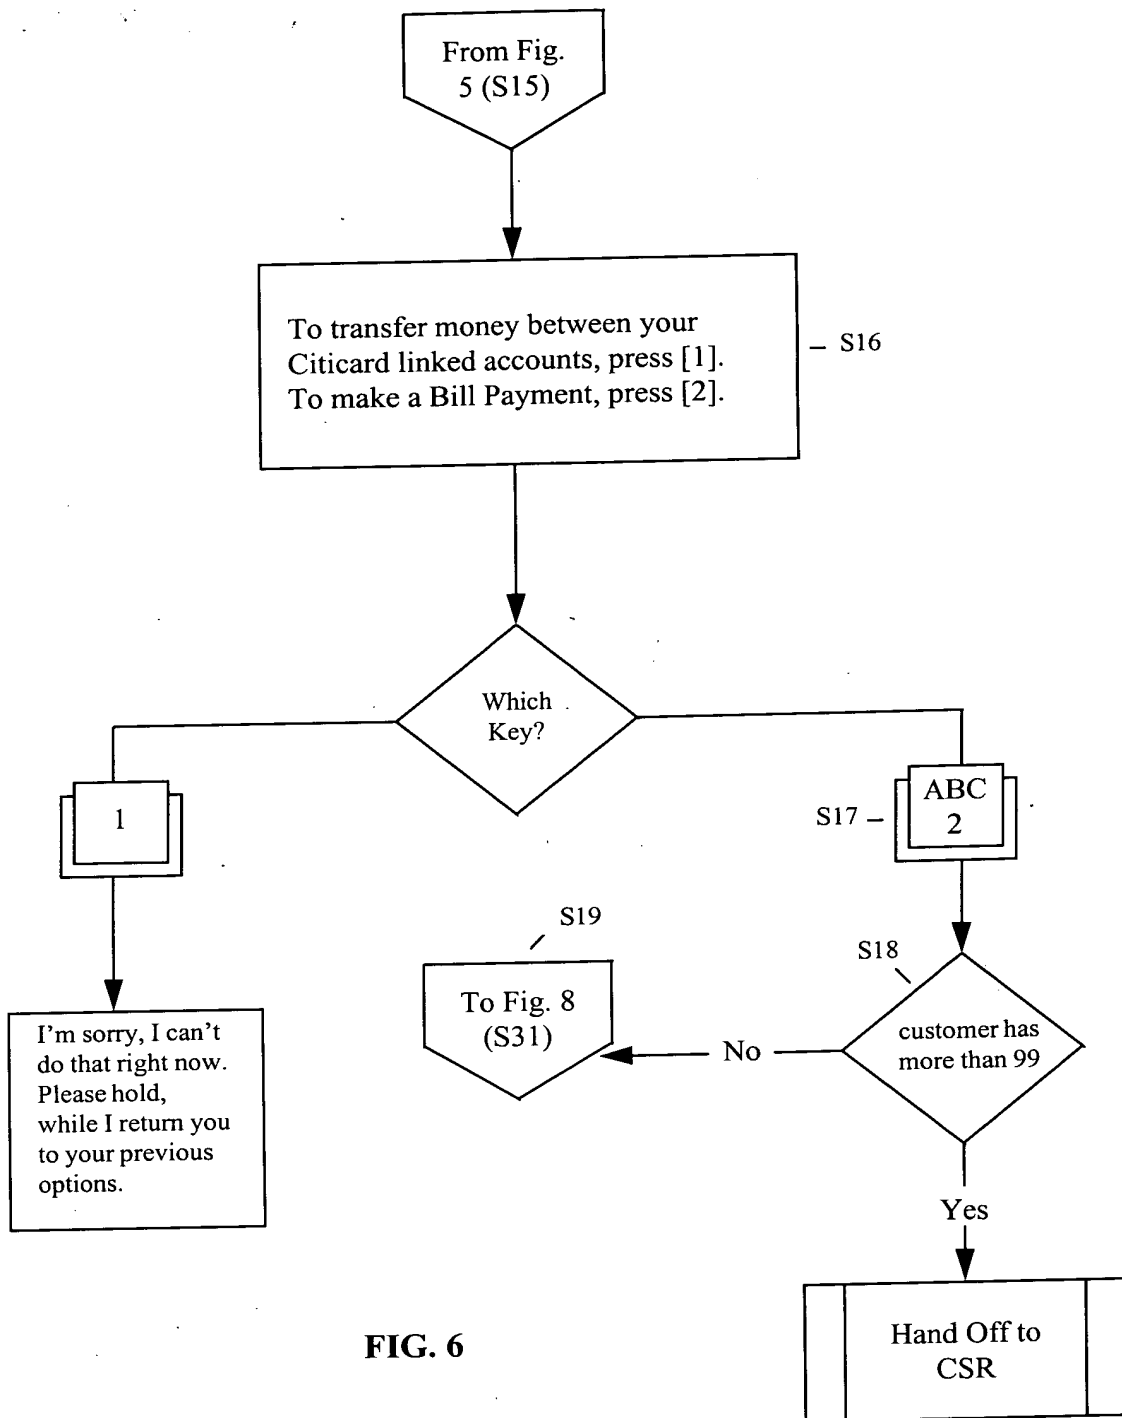 From Fig.
5 (S15)
To transfer money between your
Citicard linked accounts, press [1].
To make a Bill Payment, press [2].
S16
Which
Key?
1
ABC
2
S17
S19
S18
To Fig. 8
(S31)
No
customer has
more than 99
I'm sorry, I can't
do that right now.
Please hold,
while I return you
to your previous
options.
Yes
Hand Off to
CSR
FIG. 6